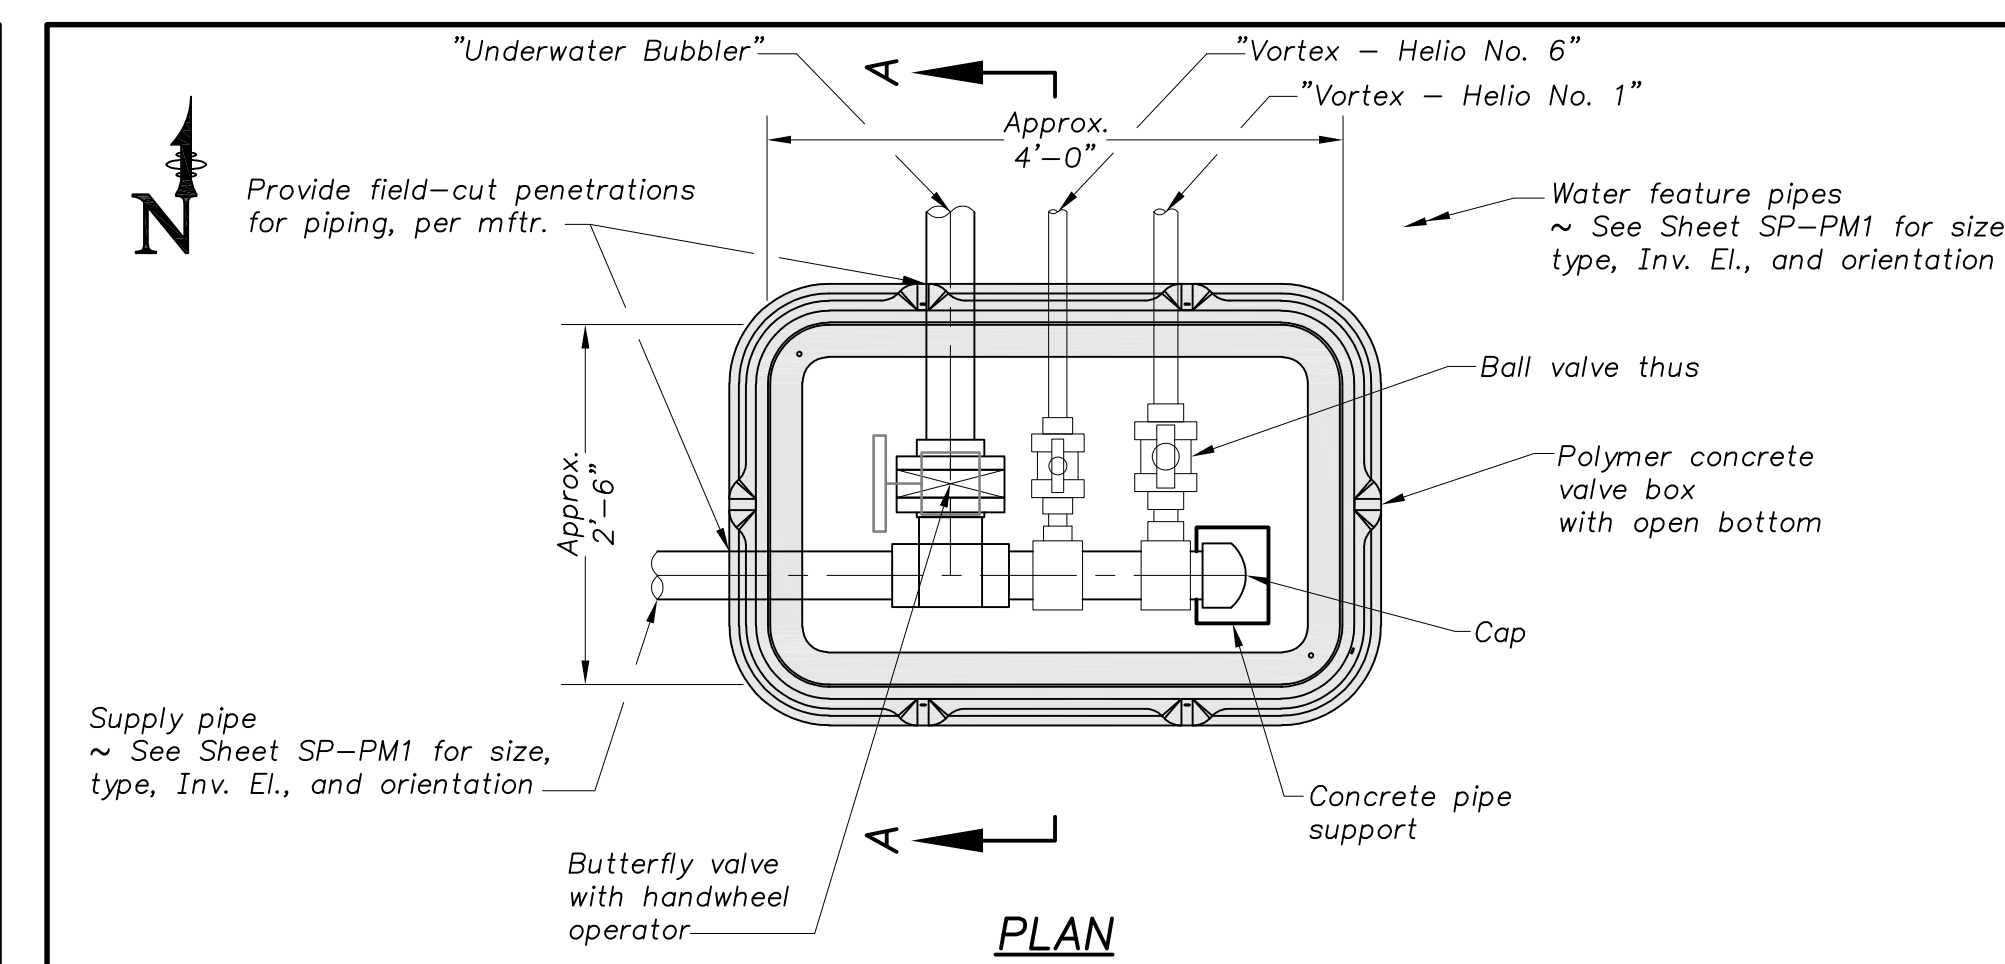 "Underwater Bubbler"
A
"Vortex – Helio No. 6"
"Vortex – Helio No. 1"
Approx.
4'–0"
N
Provide field–cut penetrations
for piping, per mftr.
Water feature pipes
~ See Sheet SP–PM1 for size
type, Inv. El., and orientation
Ball valve thus
Approx.
2'–6"
Polymer concrete
valve box
with open bottom
Cap
Supply pipe
~ See Sheet SP–PM1 for size,
type, Inv. El., and orientation
Concrete pipe
support
A
Butterfly valve
with handwheel
operator
PLAN